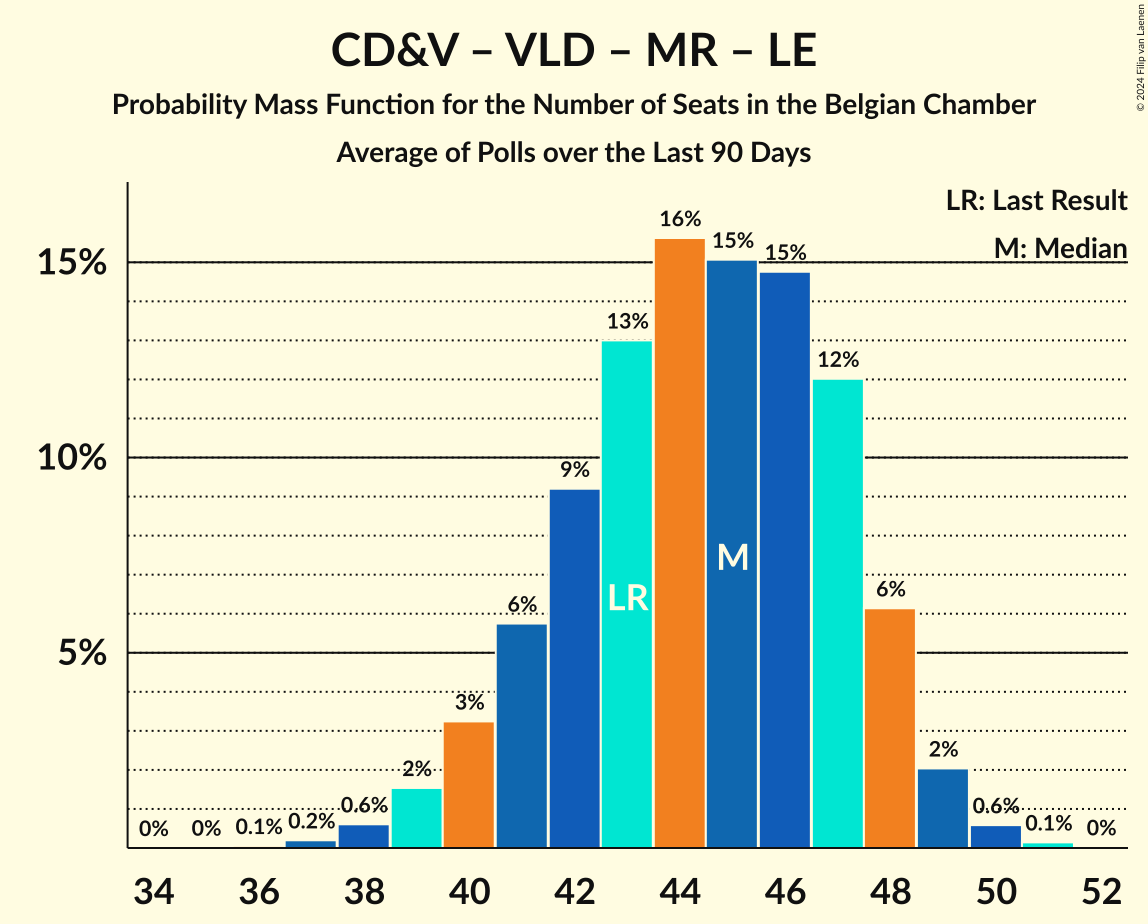 CD&V – VLD – MR – LE
Probability Mass Function for the Number of Seats in the Belgian Chamber
Average of Polls over the Last 90 Days
© 2024 Filip van Laenen
LR: Last Result
M: Median
15%
10%
5%
0%
0%
0.1%
0.2%
0.6%
2%
3%
6%
9%
13%
16%
15%
15%
12%
6%
2%
0.6%
0.1%
0%
LR
M
34 36 38 40 42 44 46 48 50 52